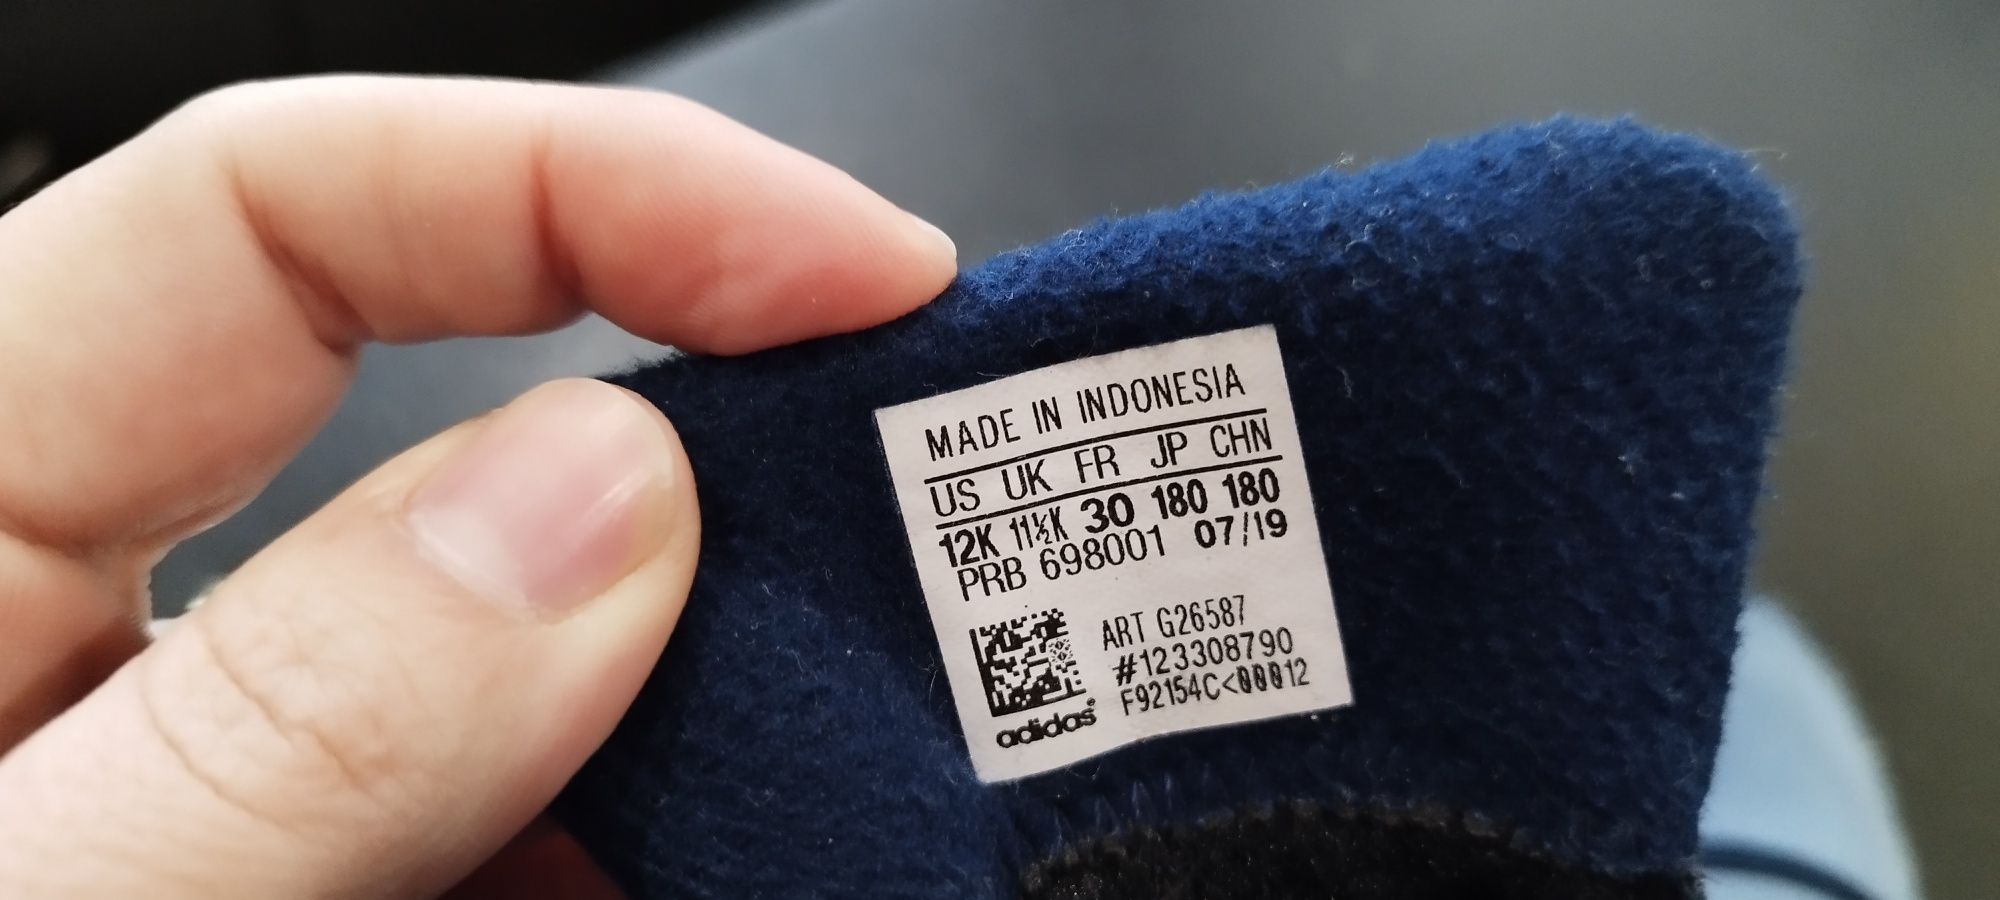 MADE IN INDONESIA
US UK FR JP CHN
12K 11½K 30 180 180
PRB 698001 07/19
ART G26587
#123308790
F92154C<00012
adidas®